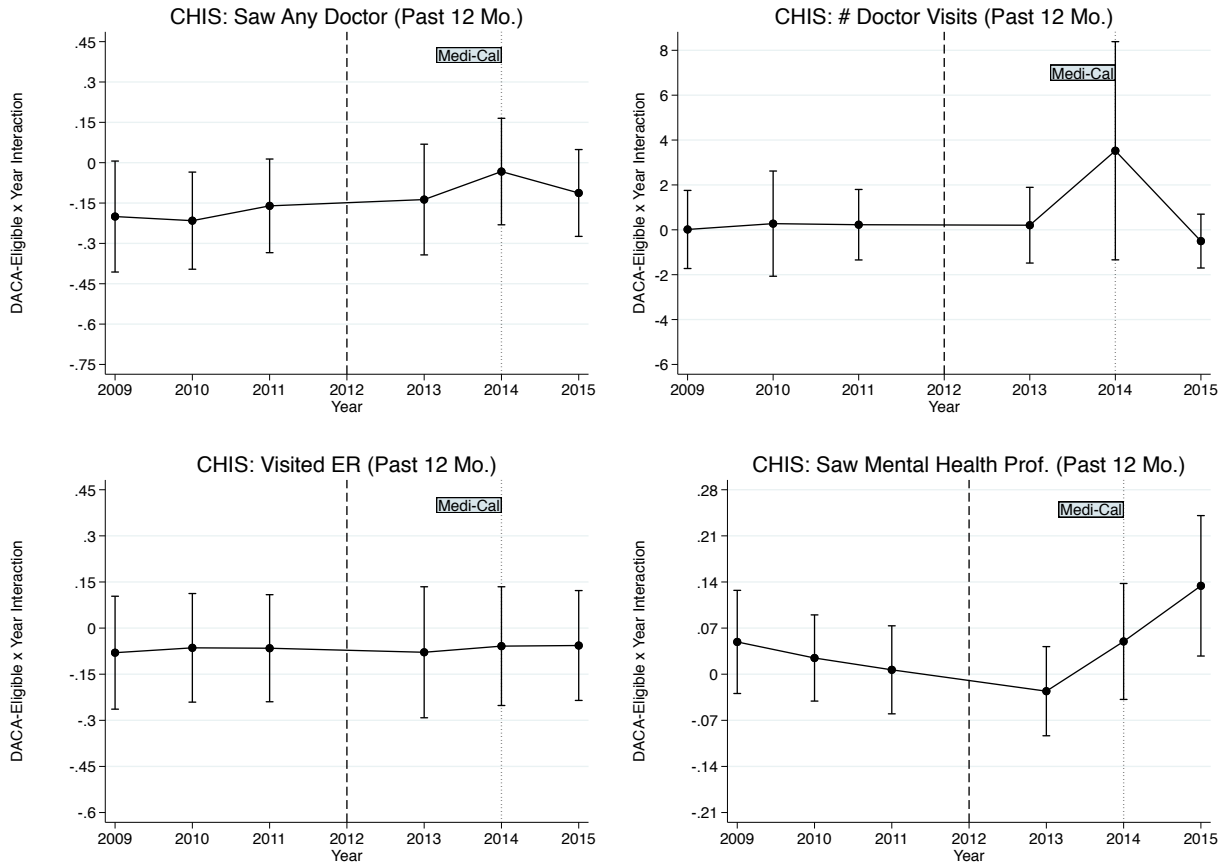 CHIS: Saw Any Doctor (Past 12 Mo.)
DACA-Eligible x Year Interaction
.45
.3
.15
0
-.15
-.3
-.45
-.6
-.75
Medi-Cal
2009 2010 2011 2012 2013 2014 2015
Year
CHIS: # Doctor Visits (Past 12 Mo.)
DACA-Eligible x Year Interaction
8
6
4
2
0
-2
-4
-6
Medi-Cal
2009 2010 2011 2012 2013 2014 2015
Year
CHIS: Visited ER (Past 12 Mo.)
DACA-Eligible x Year Interaction
.45
.3
.15
0
-.15
-.3
-.45
-.6
Medi-Cal
2009 2010 2011 2012 2013 2014 2015
Year
CHIS: Saw Mental Health Prof. (Past 12 Mo.)
DACA-Eligible x Year Interaction
.28
.21
.14
.07
0
-.07
-.14
-.21
Medi-Cal
2009 2010 2011 2012 2013 2014 2015
Year